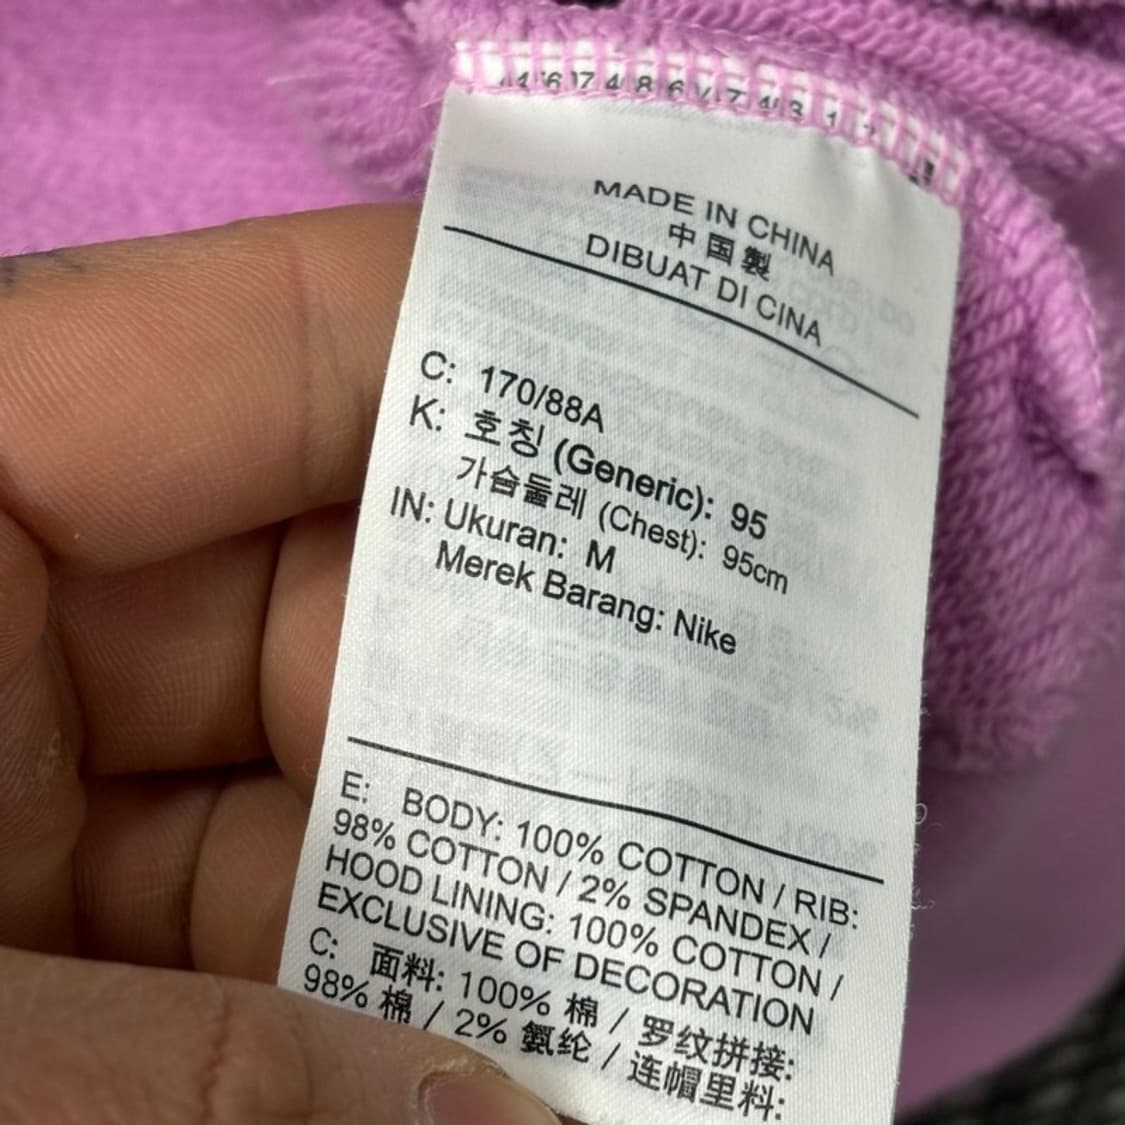 MADE IN CHINA
中国製
DIBUAT DI CINA
C: 170/88A
K: 호칭 (Generic): 95
가슴둘레 (Chest): 95cm
IN: Ukuran: M
Merek Barang: Nike
E: BODY: 100% COTTON / RIB:
98% COTTON / 2% SPANDEX /
HOOD LINING: 100% COTTON /
EXCLUSIVE OF DECORATION
C: 面料: 100% 棉 / 罗纹拼接:
98% 棉 / 2% 氨纶 / 连帽里料: